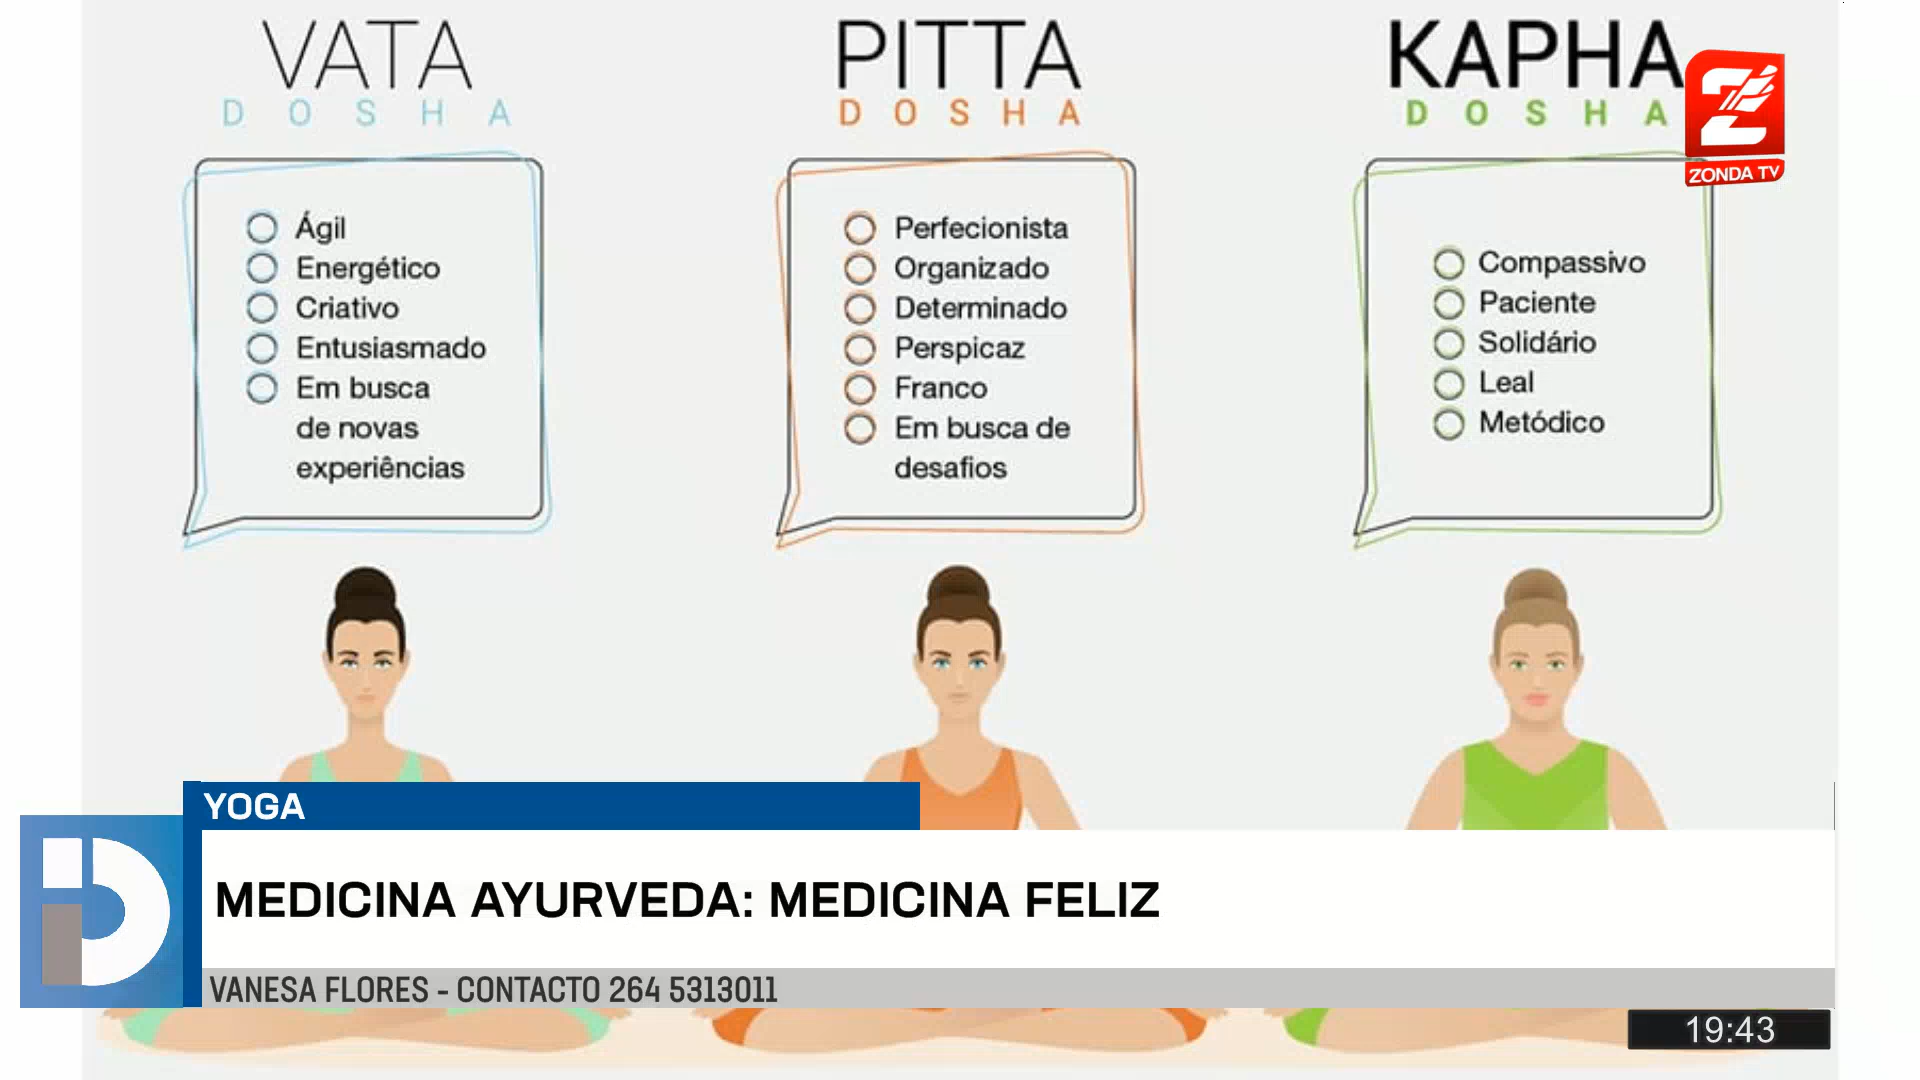 VATA
DOSHA
Ágil
Energético
Criativo
Entusiasmado
Em busca
de novas
experiências
PITTA
DOSHA
Perfecionista
Organizado
Determinado
Perspicaz
Franco
Em busca de
desafios
KAPHA
DOSHA
Compassivo
Paciente
Solidário
Leal
Metódico
Z
ZONDA TV
YOGA
MEDICINA AYURVEDA: MEDICINA FELIZ
VANESA FLORES - CONTACTO 264 5313011
19:43